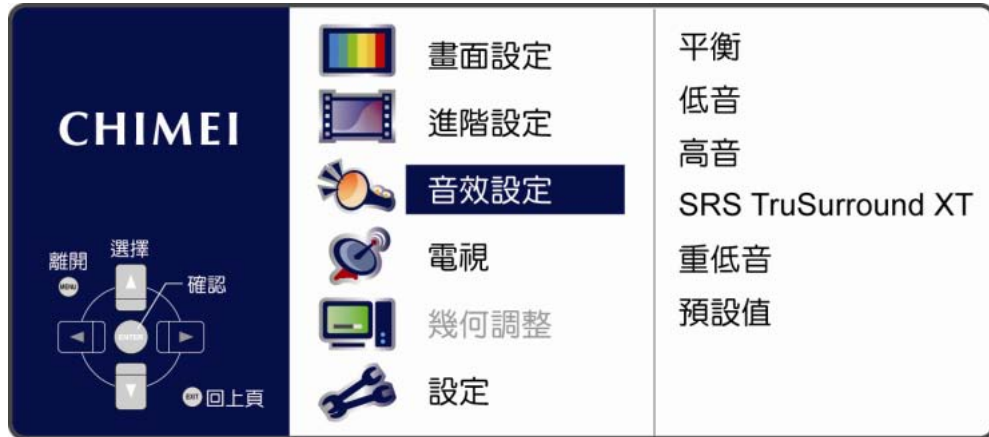 CHIMEI
離開
選擇
MENU
確認
ENTER
EXIT
回上頁
畫面設定
進階設定
音效設定
電視
幾何調整
設定
平衡
低音
高音
SRS TruSurround XT
重低音
預設值